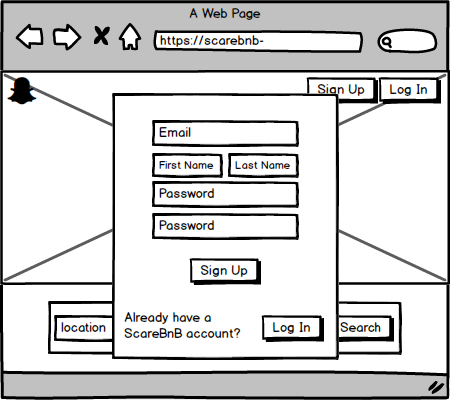 A Web Page
https://scarebnb-
Sign Up
Log In
Email
First Name
Last Name
Password
Password
Sign Up
Already have a
ScareBnB account?
Log In
location
Search